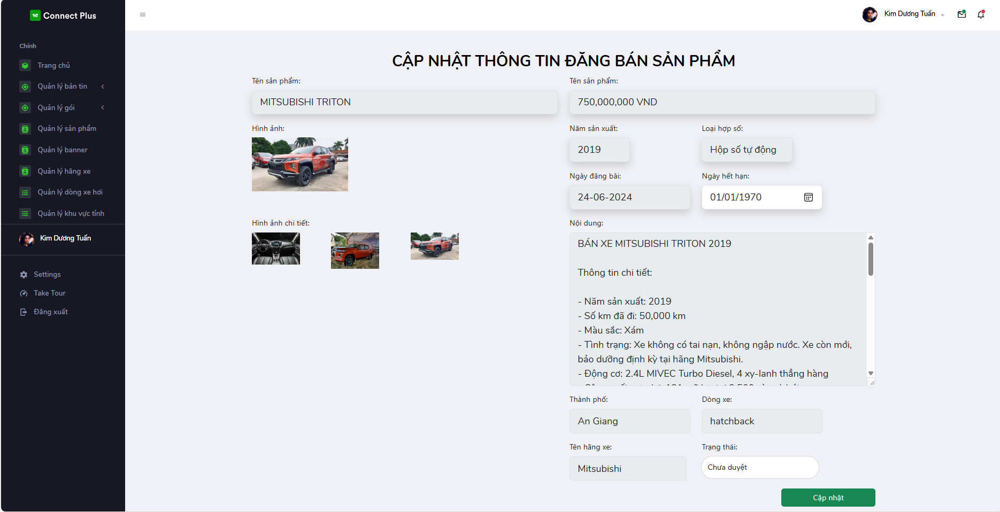 Connect Plus
Kim Dương Tuấn
Chính
Trang chủ
Quản lý bản tin
Quản lý gói
Quản lý sản phẩm
Quản lý banner
Quản lý hãng xe
Quản lý dòng xe hơi
Quản lý khu vực tỉnh
Kim Dương Tuấn
Settings
Take Tour
Đăng xuất
CẬP NHẬT THÔNG TIN ĐĂNG BÁN SẢN PHẨM
Tên sản phẩm:
MITSUBISHI TRITON
Tên sản phẩm:
750,000,000 VND
Hình ảnh:
Năm sản xuất:
2019
Loại hợp số:
Hộp số tự động
Ngày đăng bài:
24-06-2024
Ngày hết hạn:
01/01/1970
Hình ảnh chi tiết:
Nội dung:
BÁN XE MITSUBISHI TRITON 2019
Thông tin chi tiết:
- Năm sản xuất: 2019
- Số km đã đi: 50,000 km
- Màu sắc: Xám
- Tình trạng: Xe không có tai nạn, không ngập nước. Xe còn mới,
bảo dưỡng định kỳ tại hãng Mitsubishi.
- Động cơ: 2.4L MIVEC Turbo Diesel, 4 xy-lanh thẳng hàng
Thành phố:
An Giang
Dòng xe:
hatchback
Tên hãng xe:
Mitsubishi
Trạng thái:
Chưa duyệt
Cập nhật